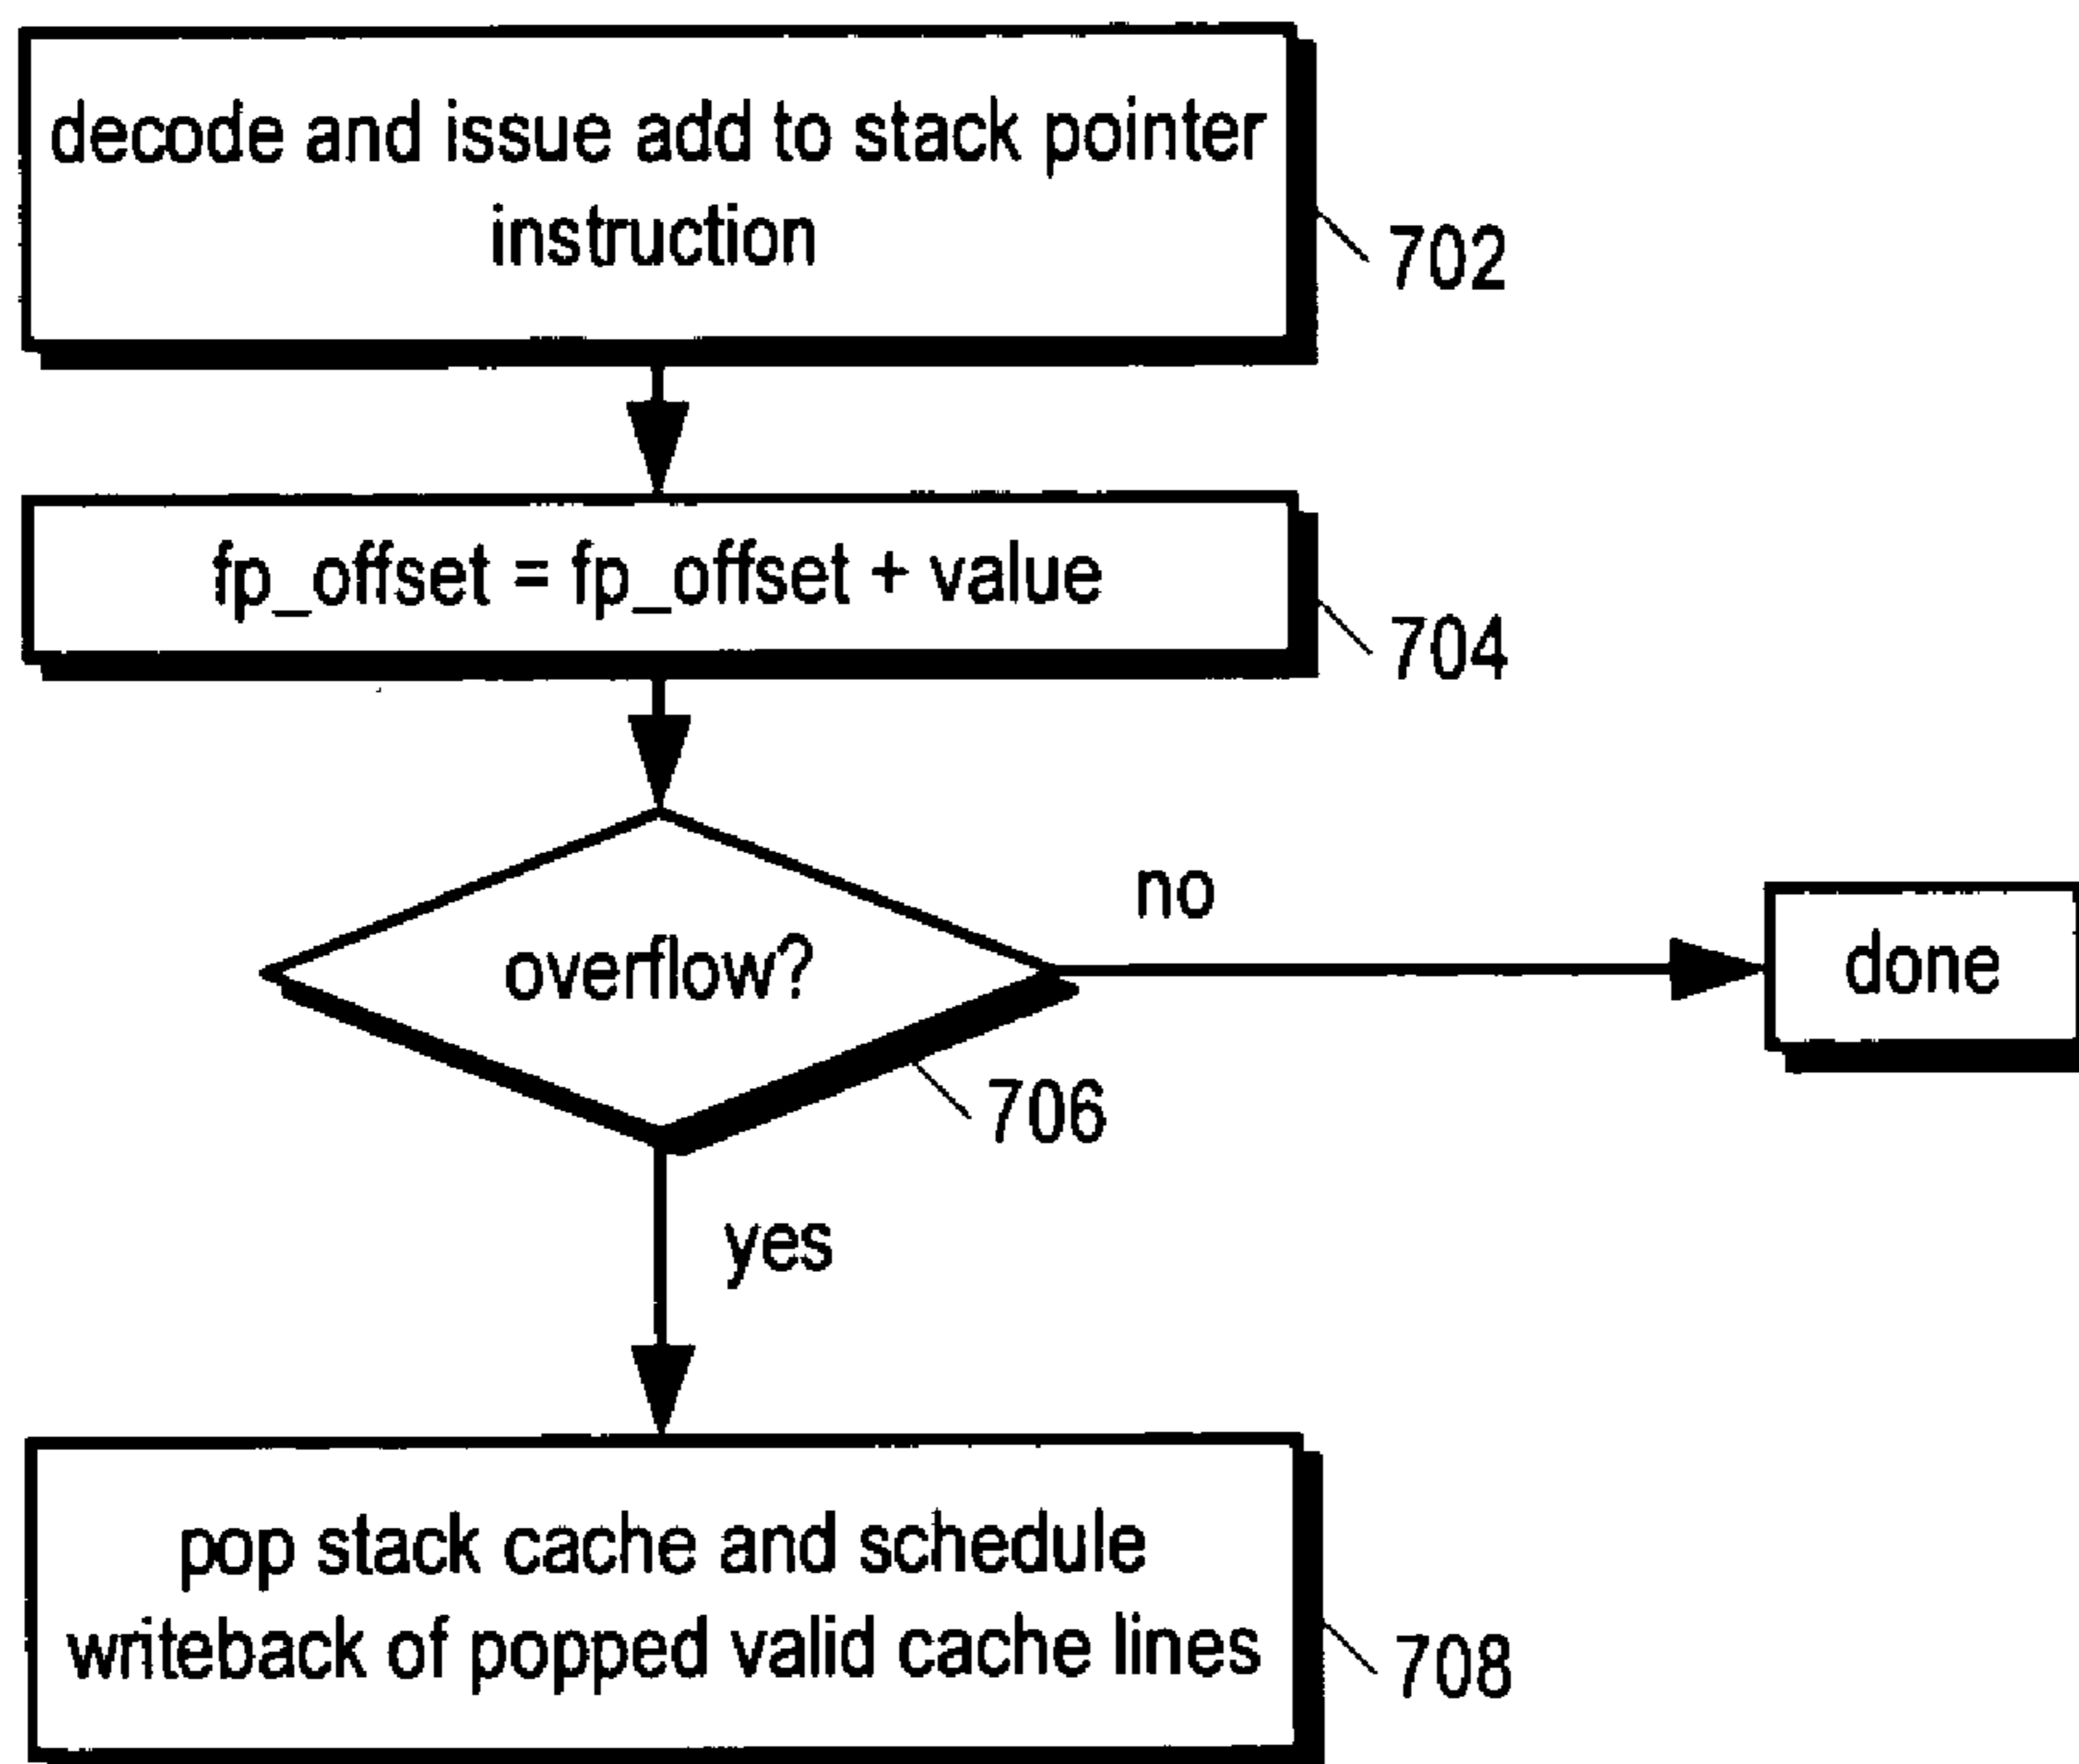 decode and issue add to stack pointer
instruction
702
fp_offset = fp_offset + value
704
no
overflow?
done
706
yes
pop stack cache and schedule
writeback of popped valid cache lines
708